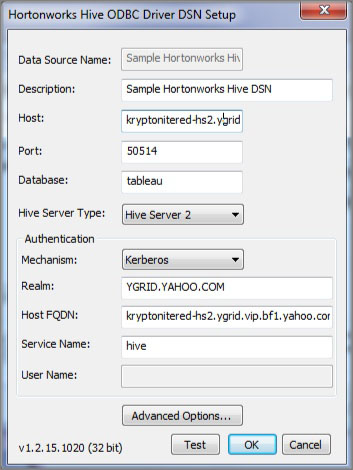 Hortonworks Hive ODBC Driver DSN Setup
Data Source Name: Sample Hortonworks Hiv
Description: Sample Hortonworks Hive DSN
Host: kryptonitered-hs2.ygrid
Port: 50514
Database: tableau
Hive Server Type: Hive Server 2
Authentication
Mechanism: Kerberos
Realm: YGRID.YAHOO.COM
Host FQDN: kryptonitered-hs2.ygrid.vip.bf1.yahoo.cor
Service Name: hive
User Name:
Advanced Options...
v1.2.15.1020 (32 bit) Test OK Cancel